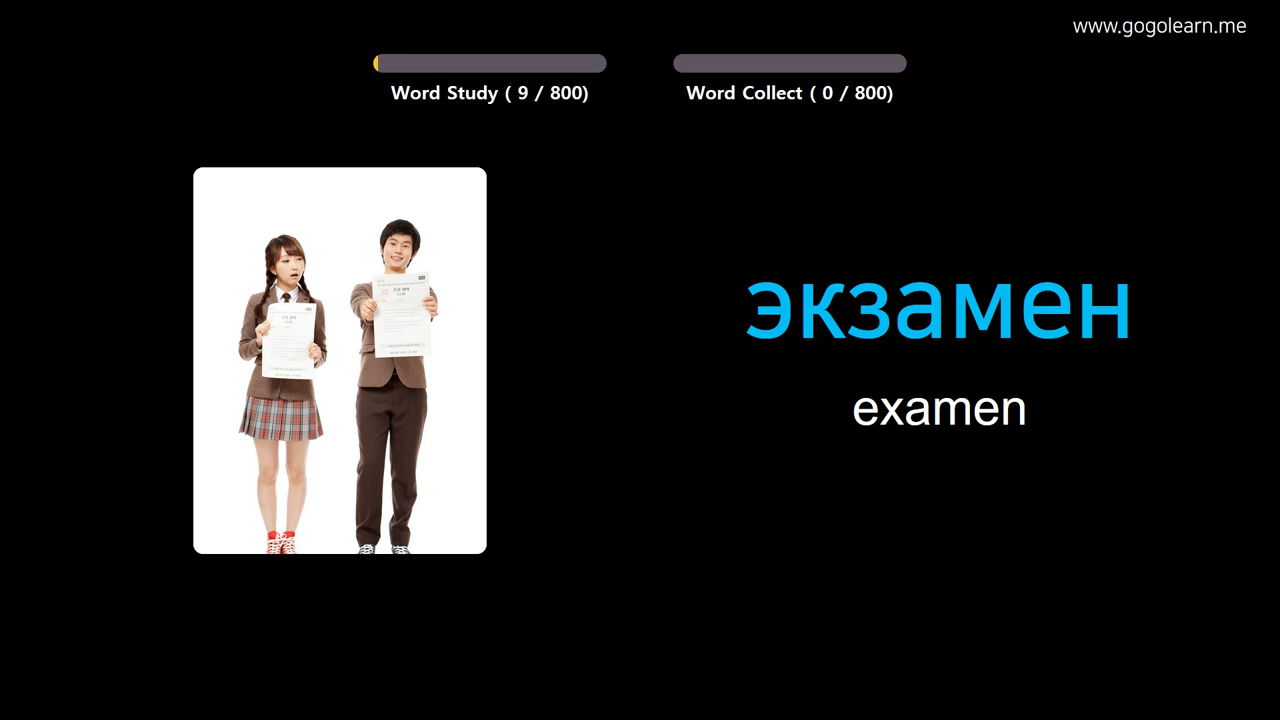 www.gogolearn.me
Word Study ( 9 / 800)
Word Collect ( 0 / 800)
экзамен
examen